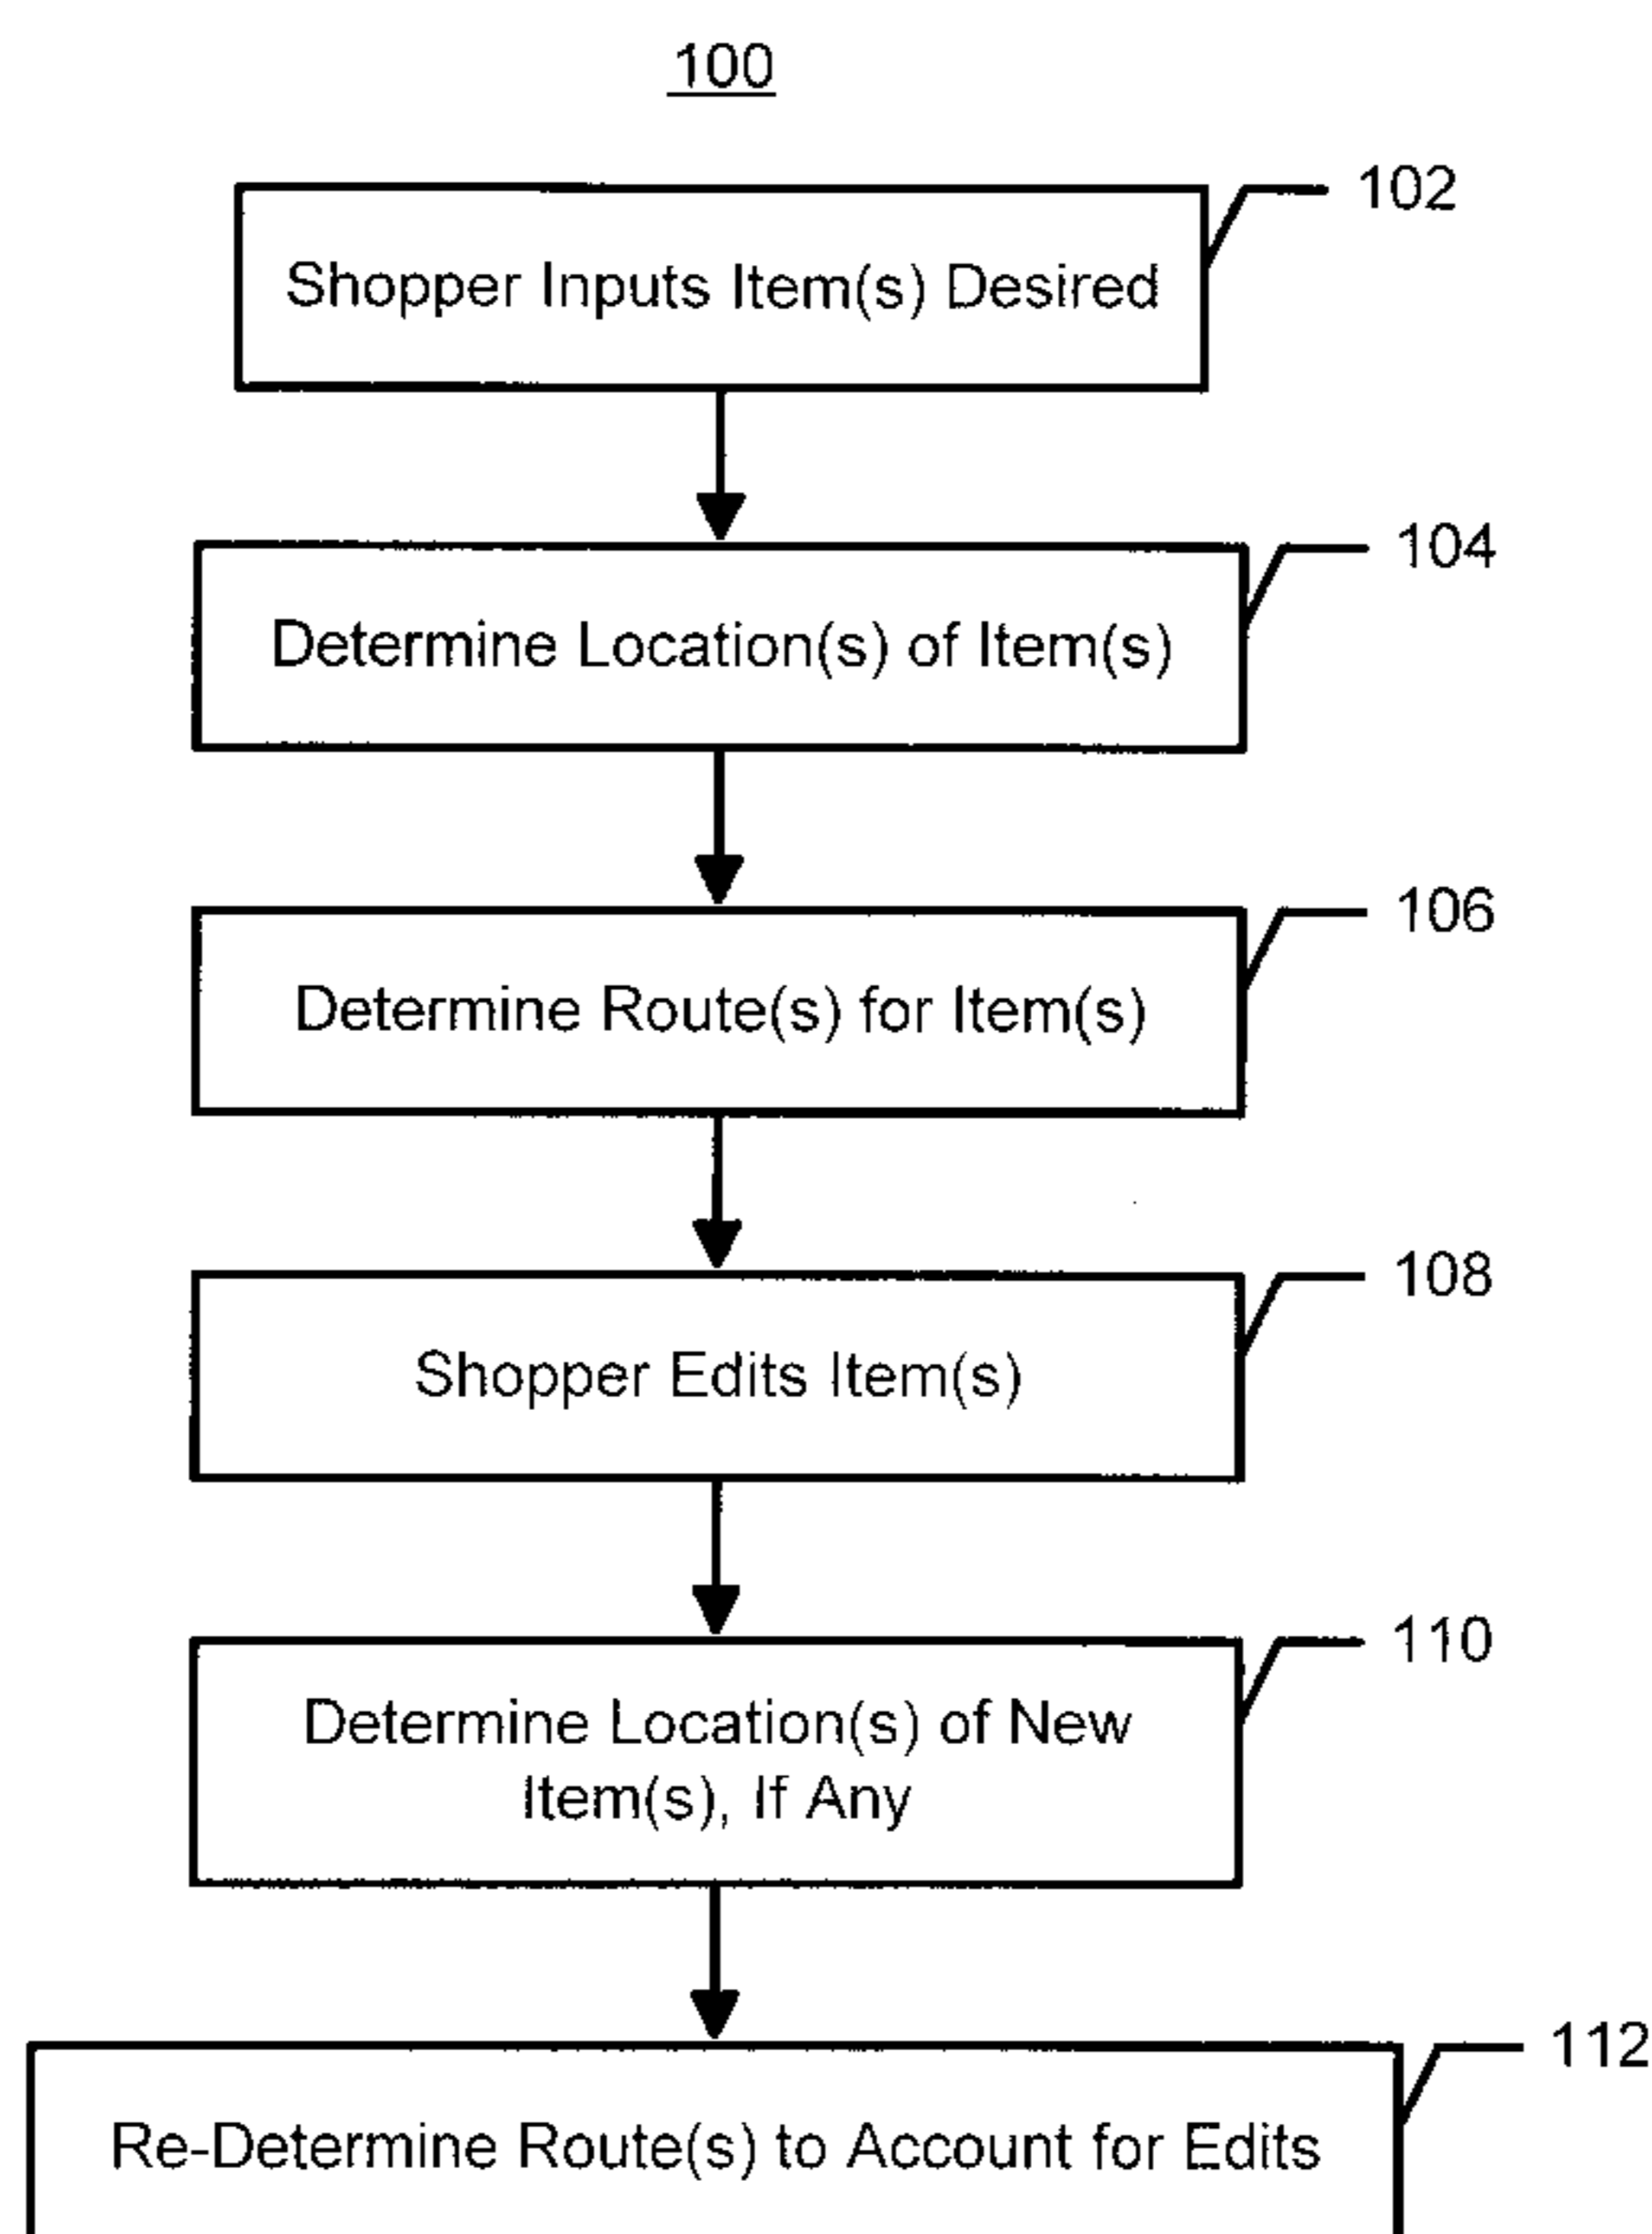 100
102
Shopper Inputs Item(s) Desired
104
Determine Location(s) of Item(s)
106
Determine Route(s) for Item(s)
108
Shopper Edits Item(s)
110
Determine Location(s) of New
Item(s), If Any
112
Re-Determine Route(s) to Account for Edits